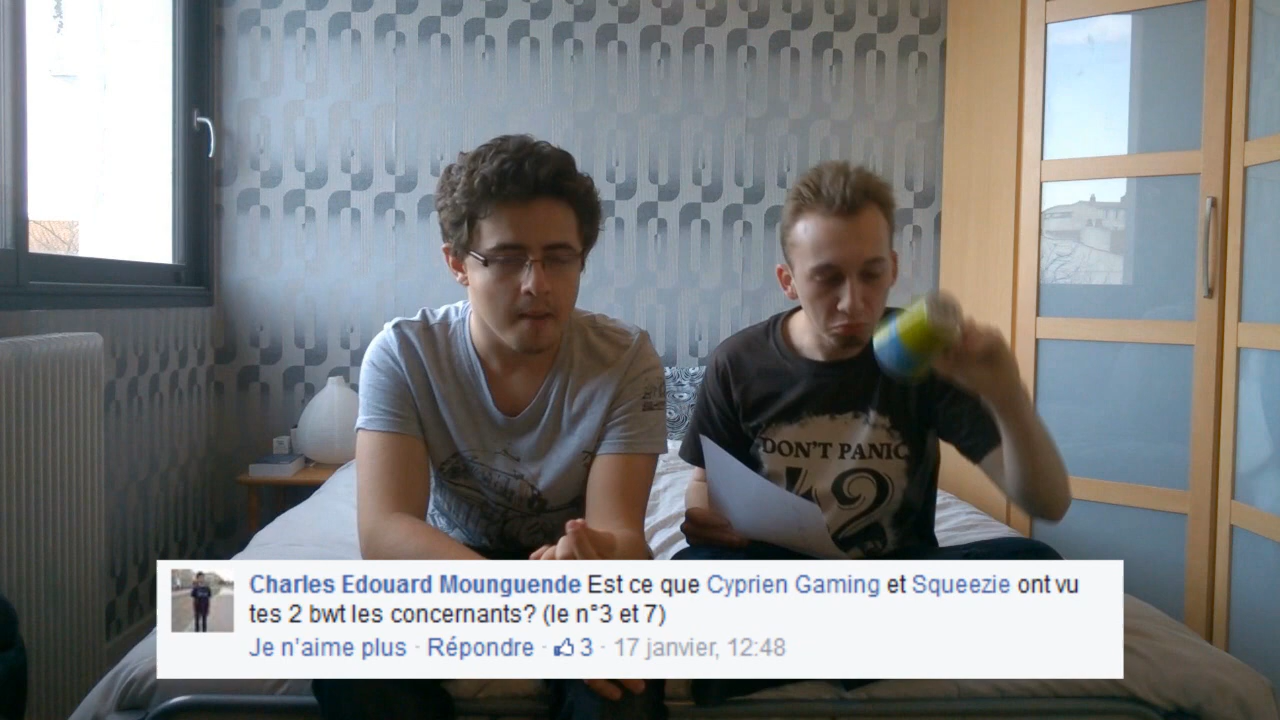 DON'T PANIC
42
Charles Edouard Mounguende Est ce que Cyprien Gaming et Squeezie ont vu
tes 2 bwt les concernants? (le n°3 et 7)
Je n'aime plus · Répondre · 3 · 17 janvier, 12:48